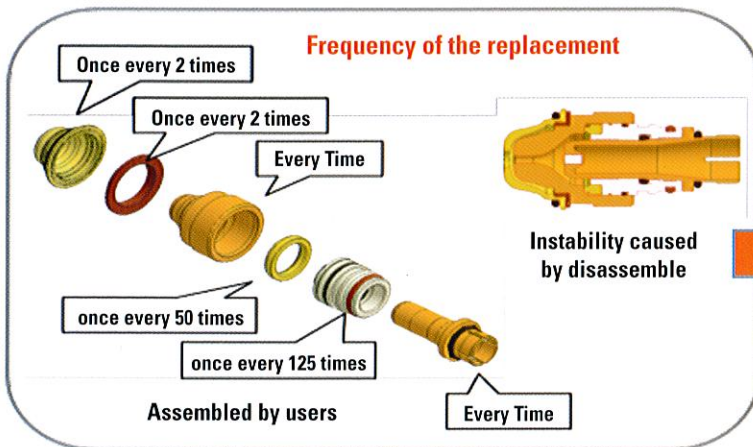 Frequency of the replacement
Once every 2 times
Once every 2 times
Every Time
Instability caused
by disassemble
once every 50 times
once every 125 times
Assembled by users
Every Time